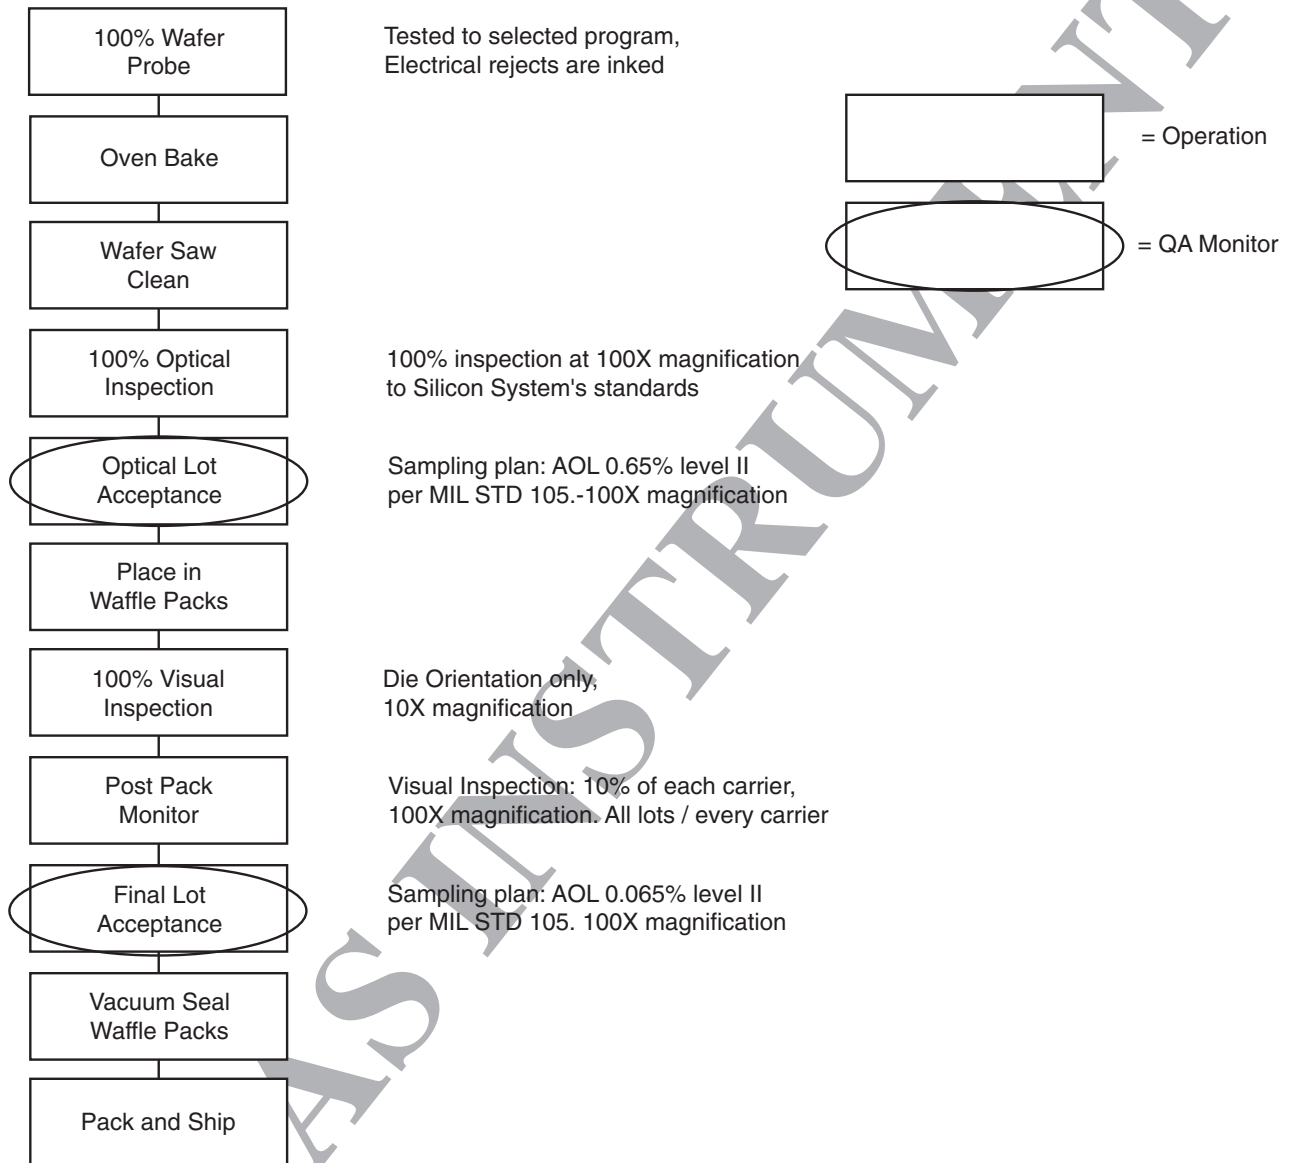 100% Wafer
Probe
Tested to selected program,
Electrical rejects are inked
= Operation
Oven Bake
= QA Monitor
Wafer Saw
Clean
100% Optical
Inspection
100% inspection at 100X magnification
to Silicon System's standards
Optical Lot
Acceptance
Sampling plan: AOL 0.65% level II
per MIL STD 105.-100X magnification
Place in
Waffle Packs
100% Visual
Inspection
Die Orientation only,
10X magnification
Post Pack
Monitor
Visual Inspection: 10% of each carrier,
100X magnification. All lots / every carrier
Final Lot
Acceptance
Sampling plan: AOL 0.065% level II
per MIL STD 105. 100X magnification
Vacuum Seal
Waffle Packs
Pack and Ship
AS INSTRUMENT